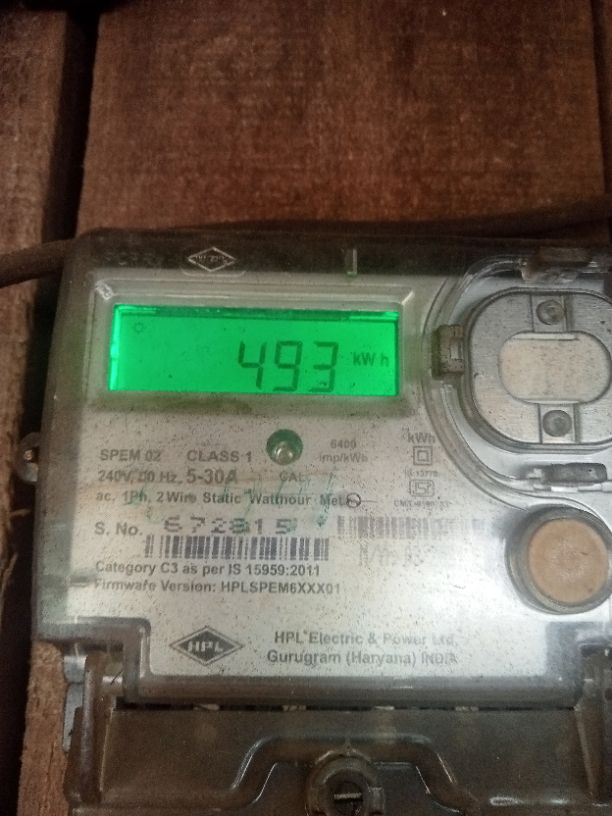 493 kWh
SPEM 02 CLASS 1
6400 imp/kWh
kWh
240V, 50 Hz, 5-30A CAL
ac. 1Ph, 2 Wire Static Watthour Meter
S. No. 672815
Category C3 as per IS 15959:2011
Firmware Version: HPLSPEM6XXX01
HPL
HPL Electric & Power Ltd.
Gurugram (Haryana) INDIA